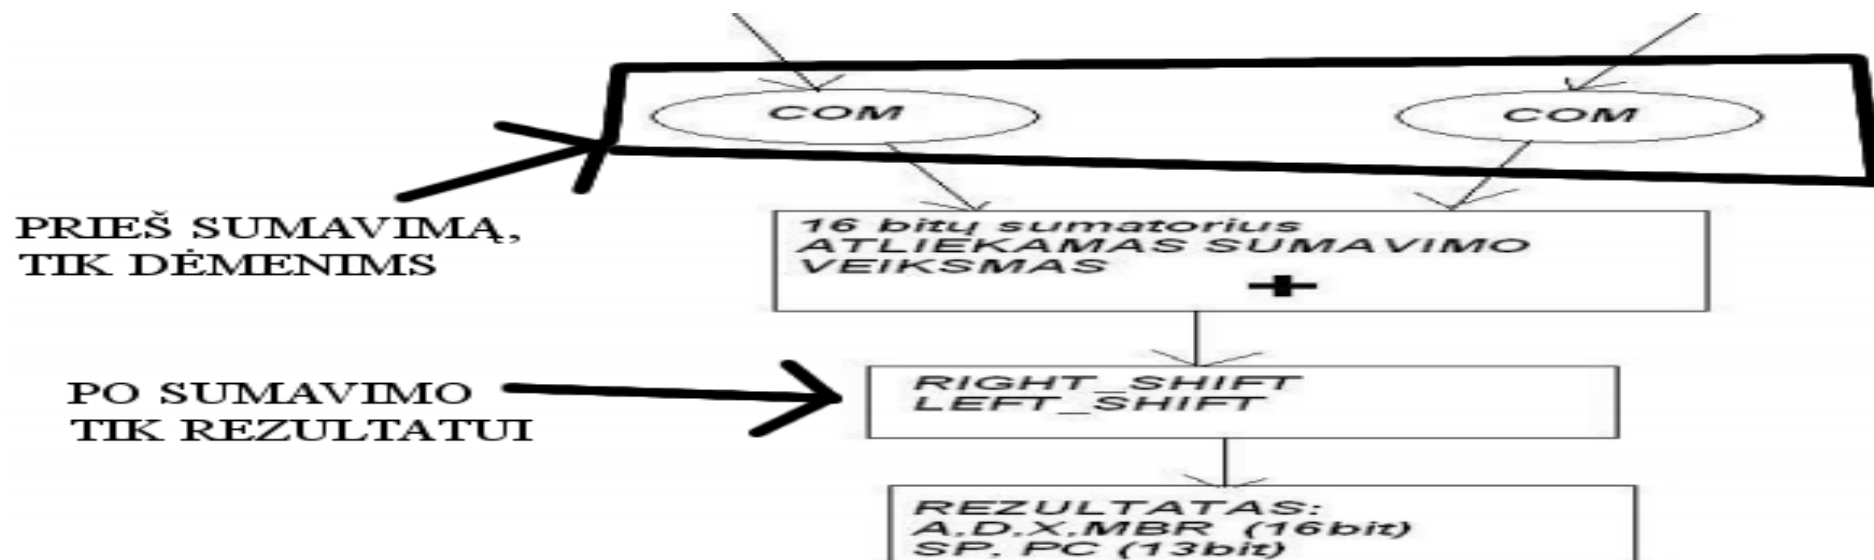 COM
COM
PRIEŠ SUMAVIMĄ,
TIK DĖMENIMS
16 bitų sumatorius
ATLIEKAMAS SUMAVIMO
VEIKSMAS
+
PO SUMAVIMO
TIK REZULTATUI
RIGHT_SHIFT
LEFT_SHIFT
REZULTATAS:
A,D,X,MBR (16bit)
SP, PC (13bit)